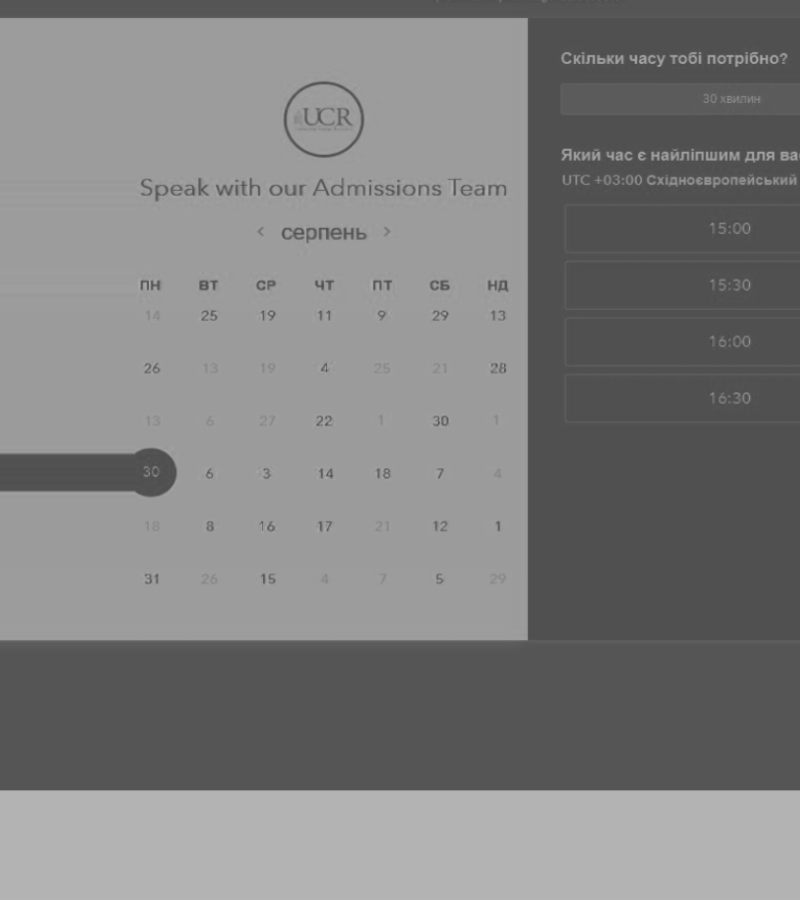 UCR
Speak with our Admissions Team
‹ серпень ›
ПН ВТ СР ЧТ ПТ СБ НД
14 25 19 11 9 29 13
26 13 19 4 25 21 28
13 6 27 22 1 30 1
30 6 3 14 18 7 4
18 8 16 17 21 12 1
31 26 15 4 7 5 29
Скільки часу тобі потрібно?
30 хвилин
Який час є найліпшим для ва
UTC +03:00 Східноєвропейський
15:00
15:30
16:00
16:30